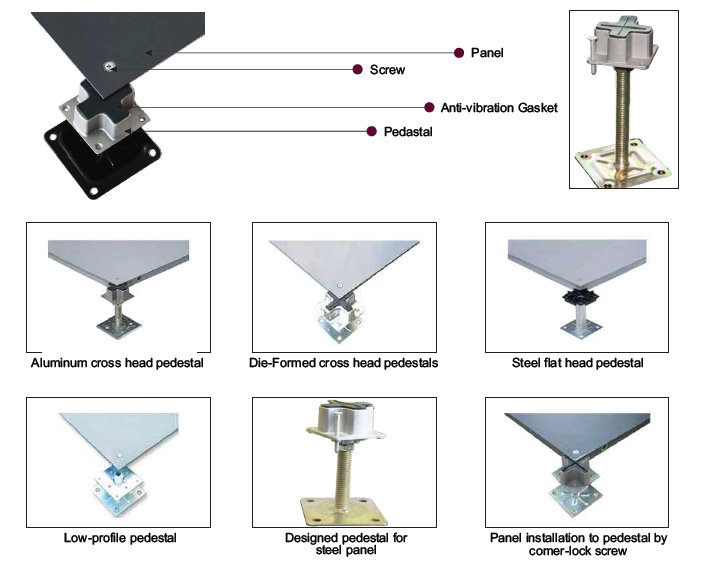 Panel
Screw
Anti-vibration Gasket
Pedastal
Aluminum cross head pedestal
Die-Formed cross head pedestals
Steel flat head pedestal
Low-profile pedestal
Designed pedestal for
steel panel
Panel installation to pedestal by
corner-lock screw